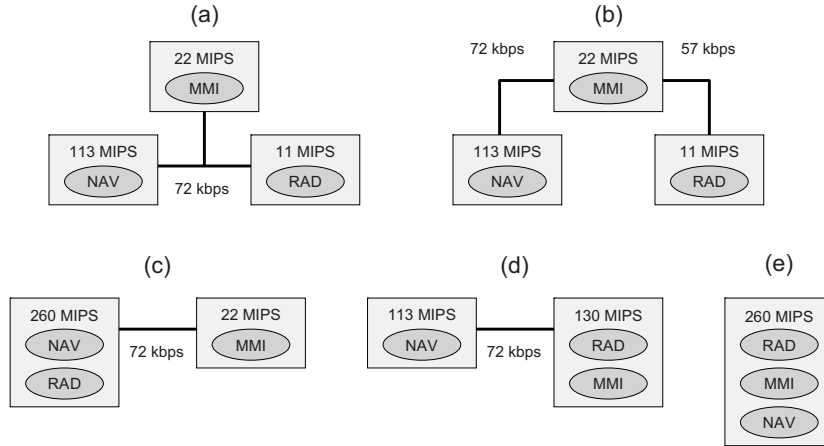 (a)
22 MIPS
MMI
113 MIPS
NAV
72 kbps
11 MIPS
RAD
(b)
72 kbps
22 MIPS
MMI
57 kbps
113 MIPS
NAV
11 MIPS
RAD
(c)
260 MIPS
NAV
RAD
72 kbps
22 MIPS
MMI
(d)
113 MIPS
NAV
72 kbps
130 MIPS
RAD
MMI
(e)
260 MIPS
RAD
MMI
NAV